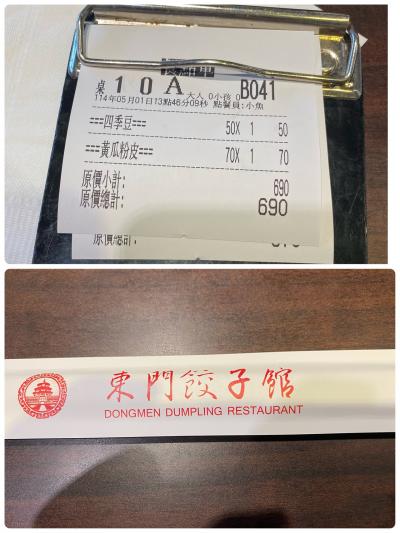 桌 10A 大人 0小孩 0 B041
114年05月01日13點46分09秒 點餐員:小魚
===四季豆=== 50X 1 50
===黃瓜粉皮=== 70X 1 70
原價小計: 690
原價總計: 690
原價總計:
東門餃子館
DONGMEN DUMPLING RESTAURANT